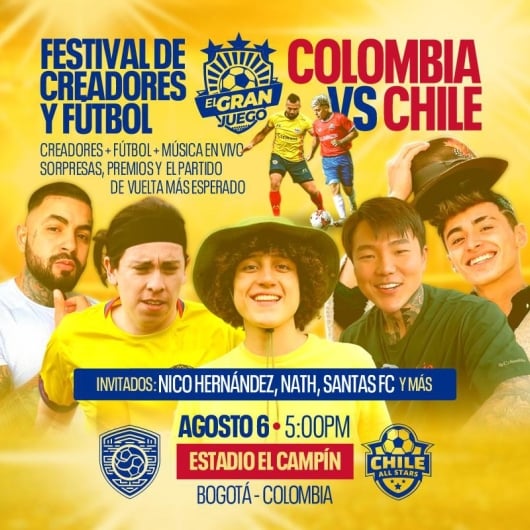 FESTIVAL DE
CREADORES
Y FÚTBOL
EL GRAN
JUEGO
COLOMBIA
VS CHILE
CREADORES + FÚTBOL + MÚSICA EN VIVO
SORPRESAS, PREMIOS Y EL PARTIDO
DE VUELTA MÁS ESPERADO
INVITADOS: NICO HERNÁNDEZ, NATH, SANTAS FC Y MÁS
AGOSTO 6 • 5:00PM
ESTADIO EL CAMPÍN
BOGOTÁ - COLOMBIA
CHILE
ALL STARS